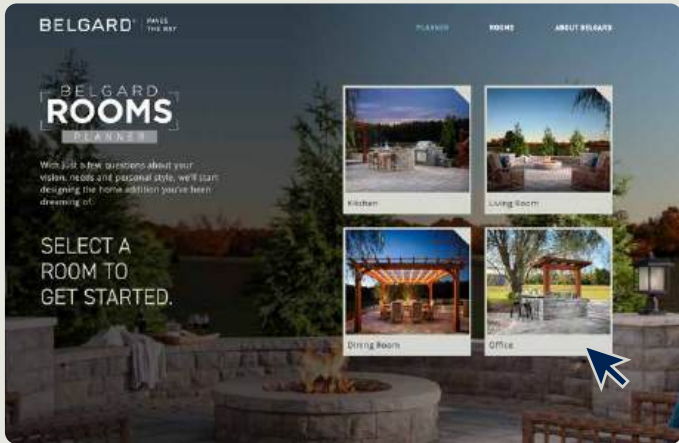 BELGARD® PAVES
THE WAY
PLANNER ROOMS ABOUT BELGARD
BELGARD
ROOMS
PLANNER
With just a few questions about your
vision, needs and personal style, we'll start
designing the home addition you've been
dreaming of.
SELECT A
ROOM TO
GET STARTED.
Kitchen
Living Room
Dining Room
Office